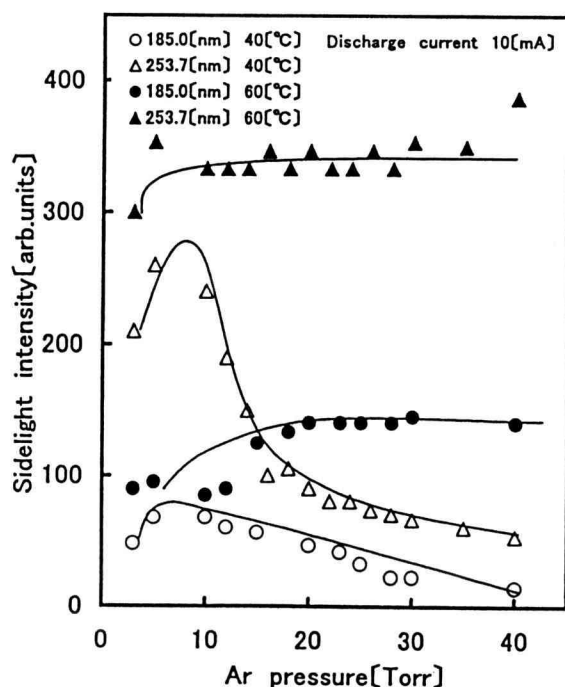 ○185.0[nm] 40[℃] Discharge current 10[mA]
△253.7[nm] 40[℃]
●185.0[nm] 60[℃]
▲253.7[nm] 60[℃]
Sidelight intensity[arb.units]
400
300
200
100
0
0 10 20 30 40
Ar pressure[Torr]